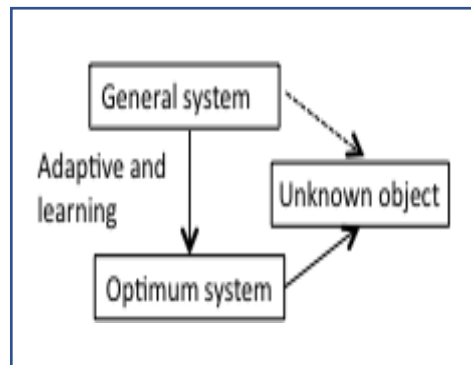 General system
Adaptive and
learning
Unknown object
Optimum system